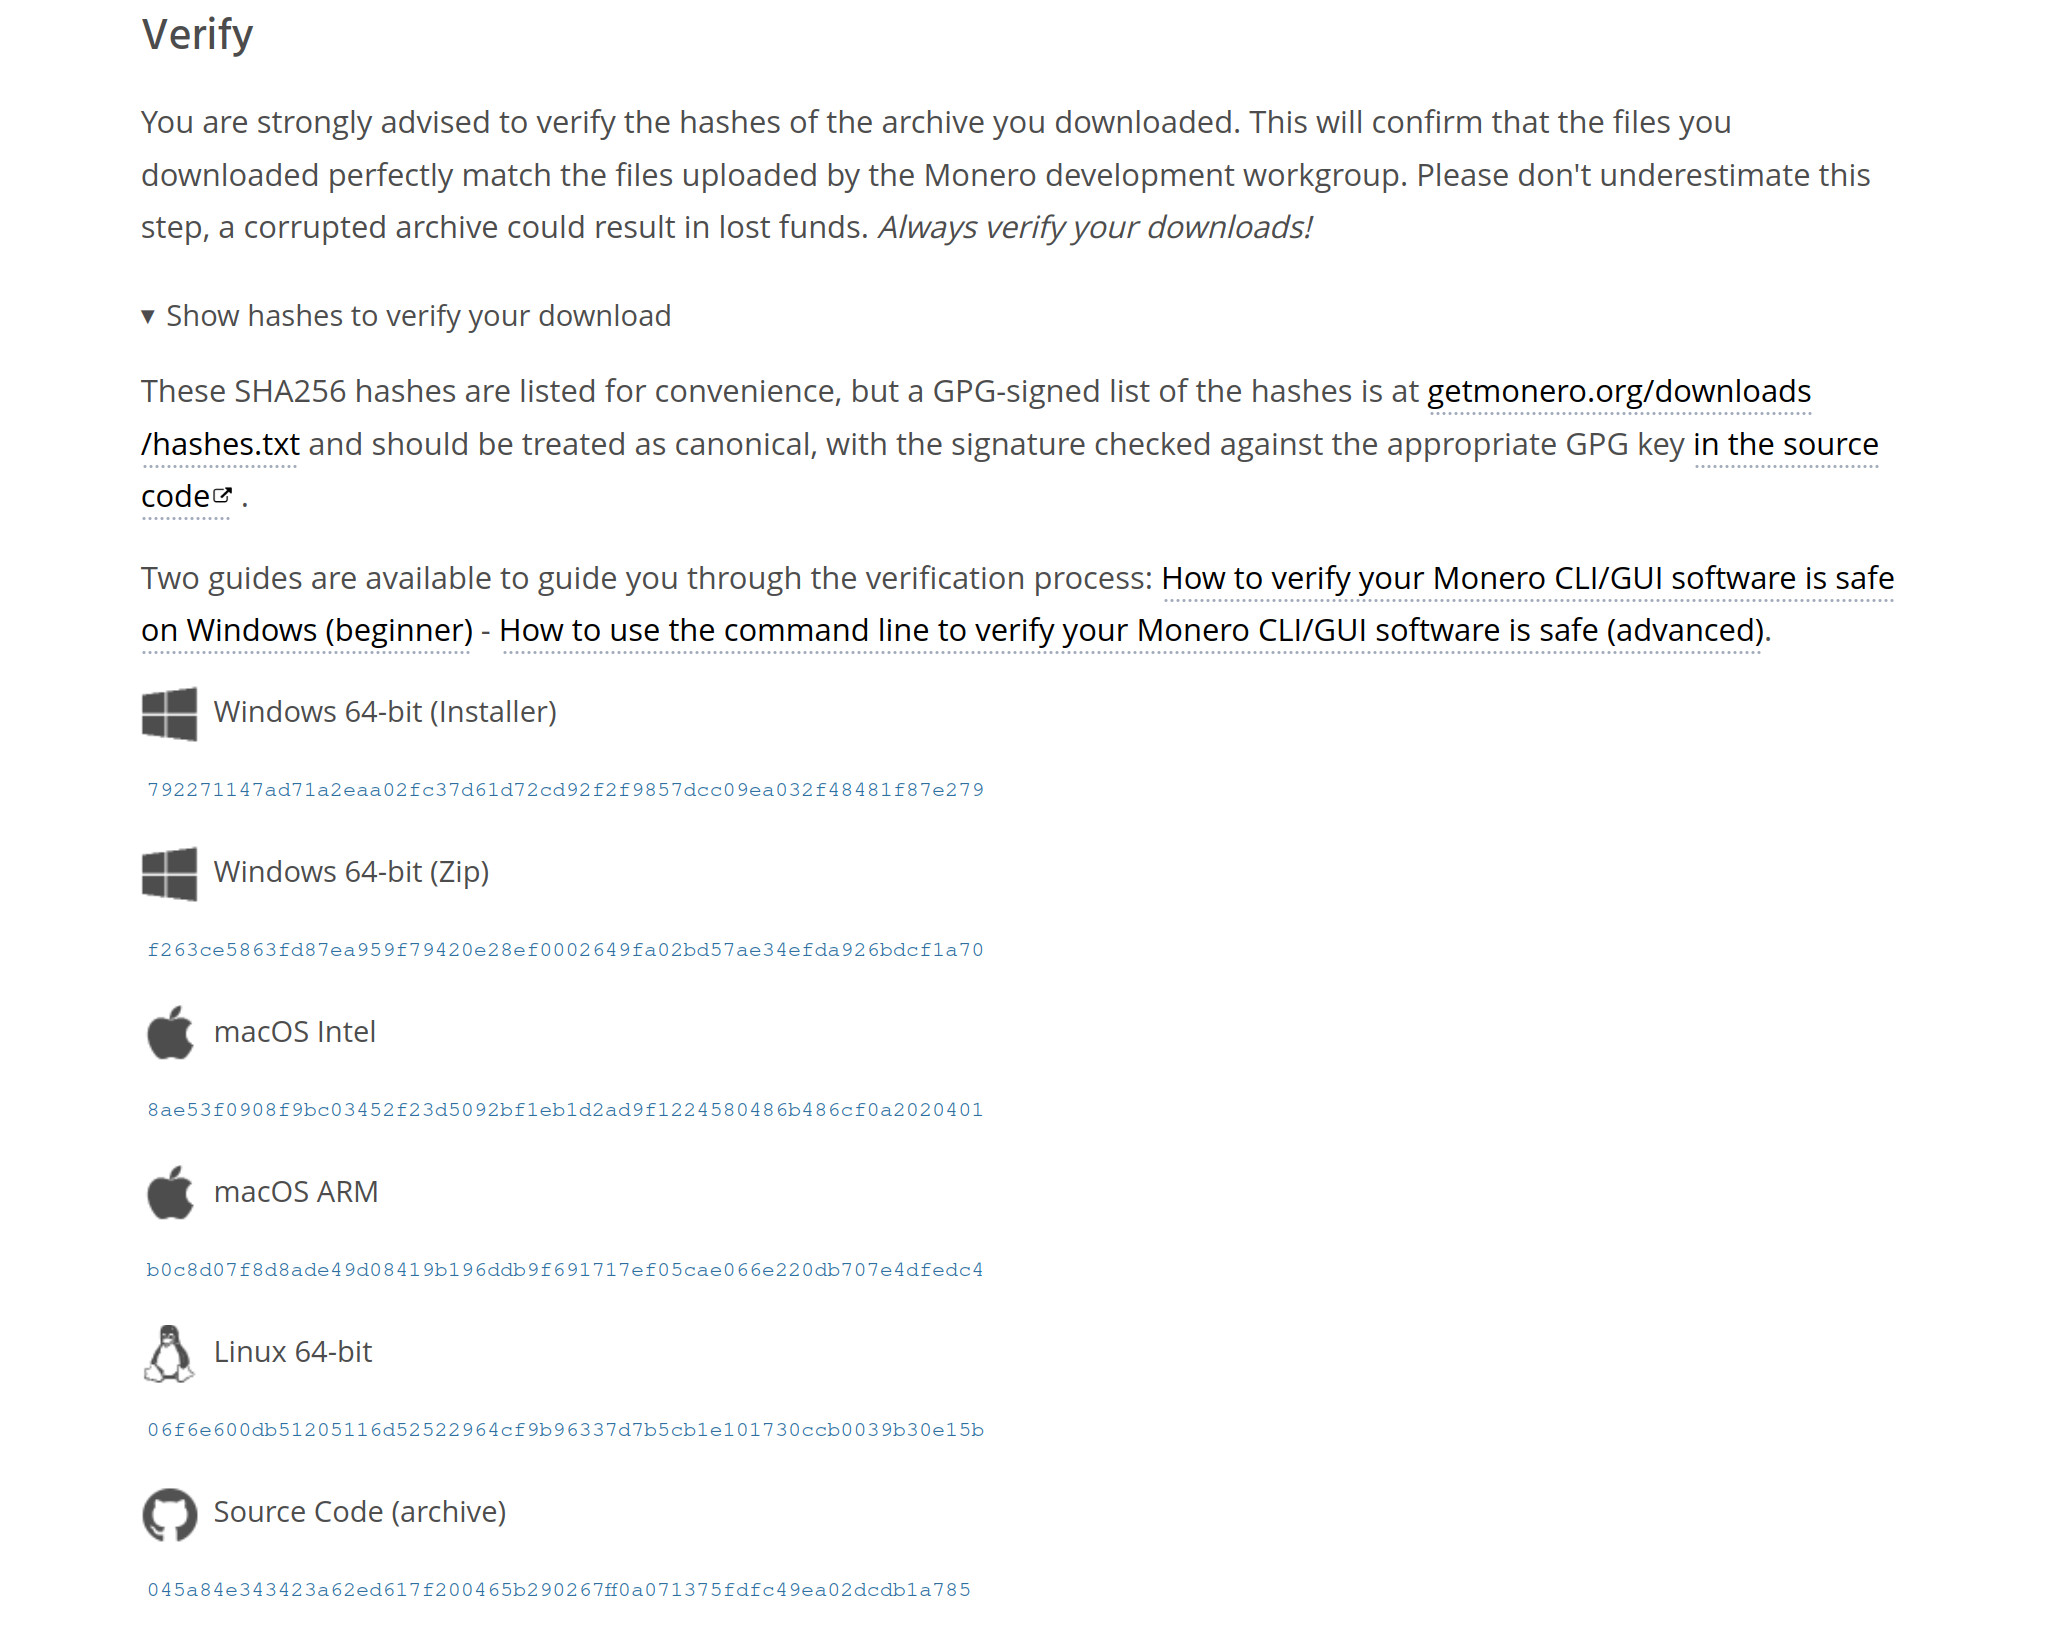 Verify
You are strongly advised to verify the hashes of the archive you downloaded. This will confirm that the files you
downloaded perfectly match the files uploaded by the Monero development workgroup. Please don't underestimate this
step, a corrupted archive could result in lost funds. Always verify your downloads!
▾ Show hashes to verify your download
These SHA256 hashes are listed for convenience, but a GPG-signed list of the hashes is at getmonero.org/downloads
/hashes.txt and should be treated as canonical, with the signature checked against the appropriate GPG key in the source
code .
Two guides are available to guide you through the verification process: How to verify your Monero CLI/GUI software is safe
on Windows (beginner) - How to use the command line to verify your Monero CLI/GUI software is safe (advanced).
Windows 64-bit (Installer)
792271147ad71a2eaa02fc37d61d72cd92f2f9857dcc09ea032f48481f87e279
Windows 64-bit (Zip)
f263ce5863fd87ea959f79420e28ef0002649fa02bd57ae34efda926bdcf1a70
macOS Intel
8ae53f0908f9bc03452f23d5092bf1eb1d2ad9f1224580486b486cf0a2020401
macOS ARM
b0c8d07f8d8ade49d08419b196ddb9f691717ef05cae066e220db707e4dfedc4
Linux 64-bit
06f6e600db51205116d52522964cf9b96337d7b5cb1e101730ccb0039b30e15b
Source Code (archive)
045a84e343423a62ed617f200465b290267ff0a071375fdfc49ea02dcdb1a785